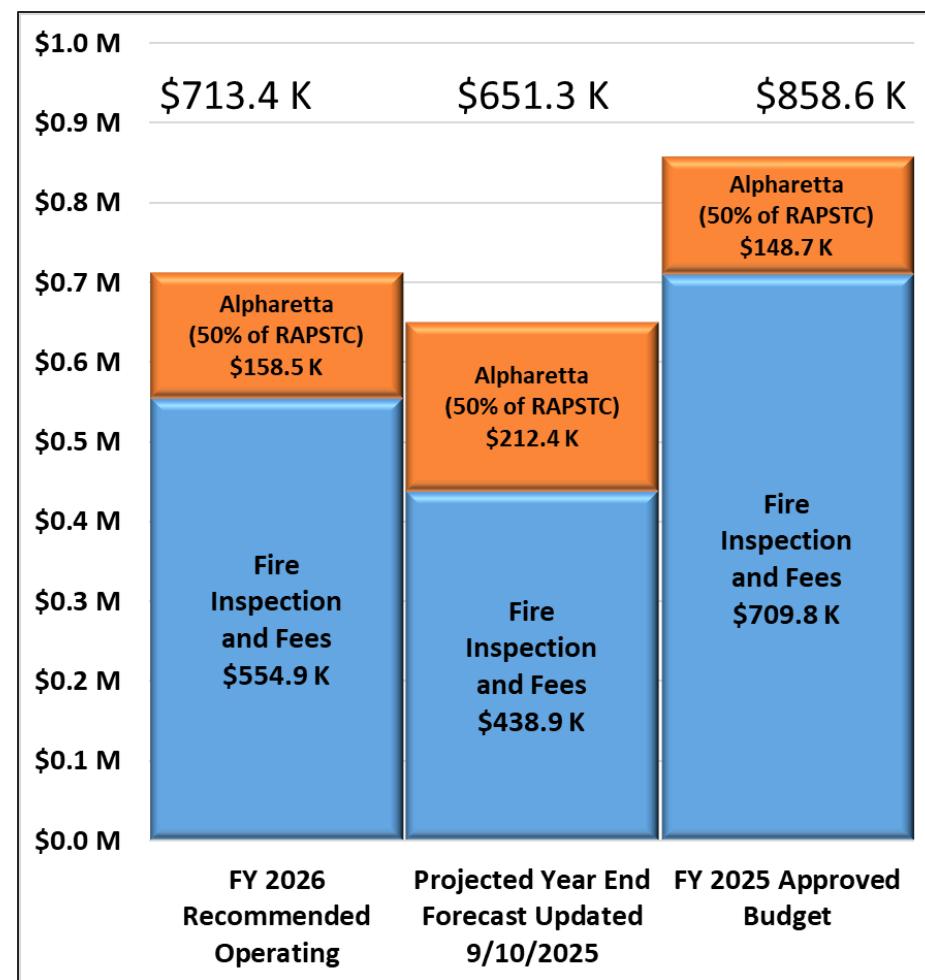 $1.0 M
$713.4 K
$651.3 K
$858.6 K
$0.9 M
$0.8 M
$0.7 M
$0.6 M
$0.5 M
$0.4 M
$0.3 M
$0.2 M
$0.1 M
$0.0 M
Alpharetta
(50% of RAPSTC)
$158.5 K
Fire
Inspection
and Fees
$554.9 K
Alpharetta
(50% of RAPSTC)
$212.4 K
Fire
Inspection
and Fees
$438.9 K
Alpharetta
(50% of RAPSTC)
$148.7 K
Fire
Inspection
and Fees
$709.8 K
FY 2026
Recommended
Operating
Projected Year End
Forecast Updated
9/10/2025
FY 2025 Approved
Budget